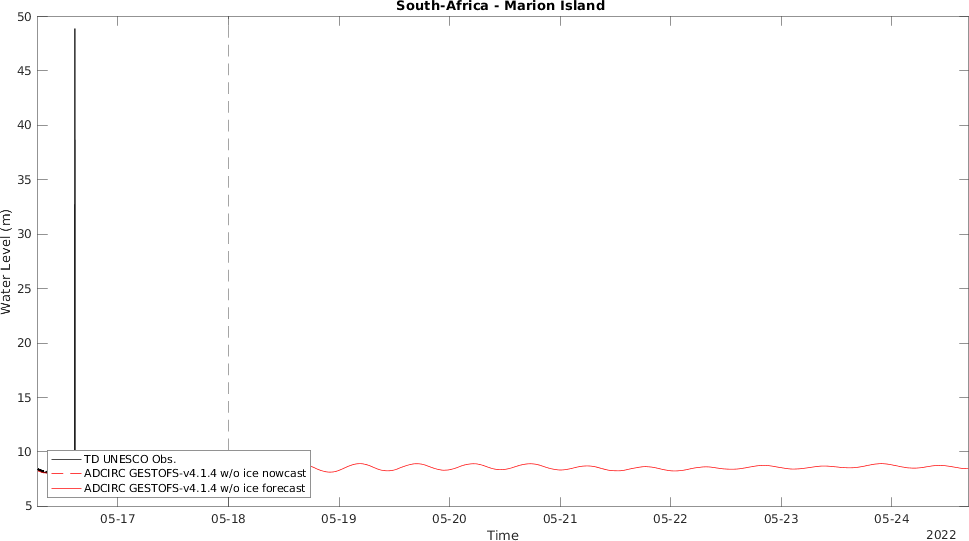 South-Africa - Marion Island
50
45
40
35
30
25
20
15
10
5
Water Level (m)
TD UNESCO Obs.
ADCIRC GESTOFS-v4.1.4 w/o ice nowcast
ADCIRC GESTOFS-v4.1.4 w/o ice forecast
05-17 05-18 05-19 05-20 05-21 05-22 05-23 05-24
Time
2022